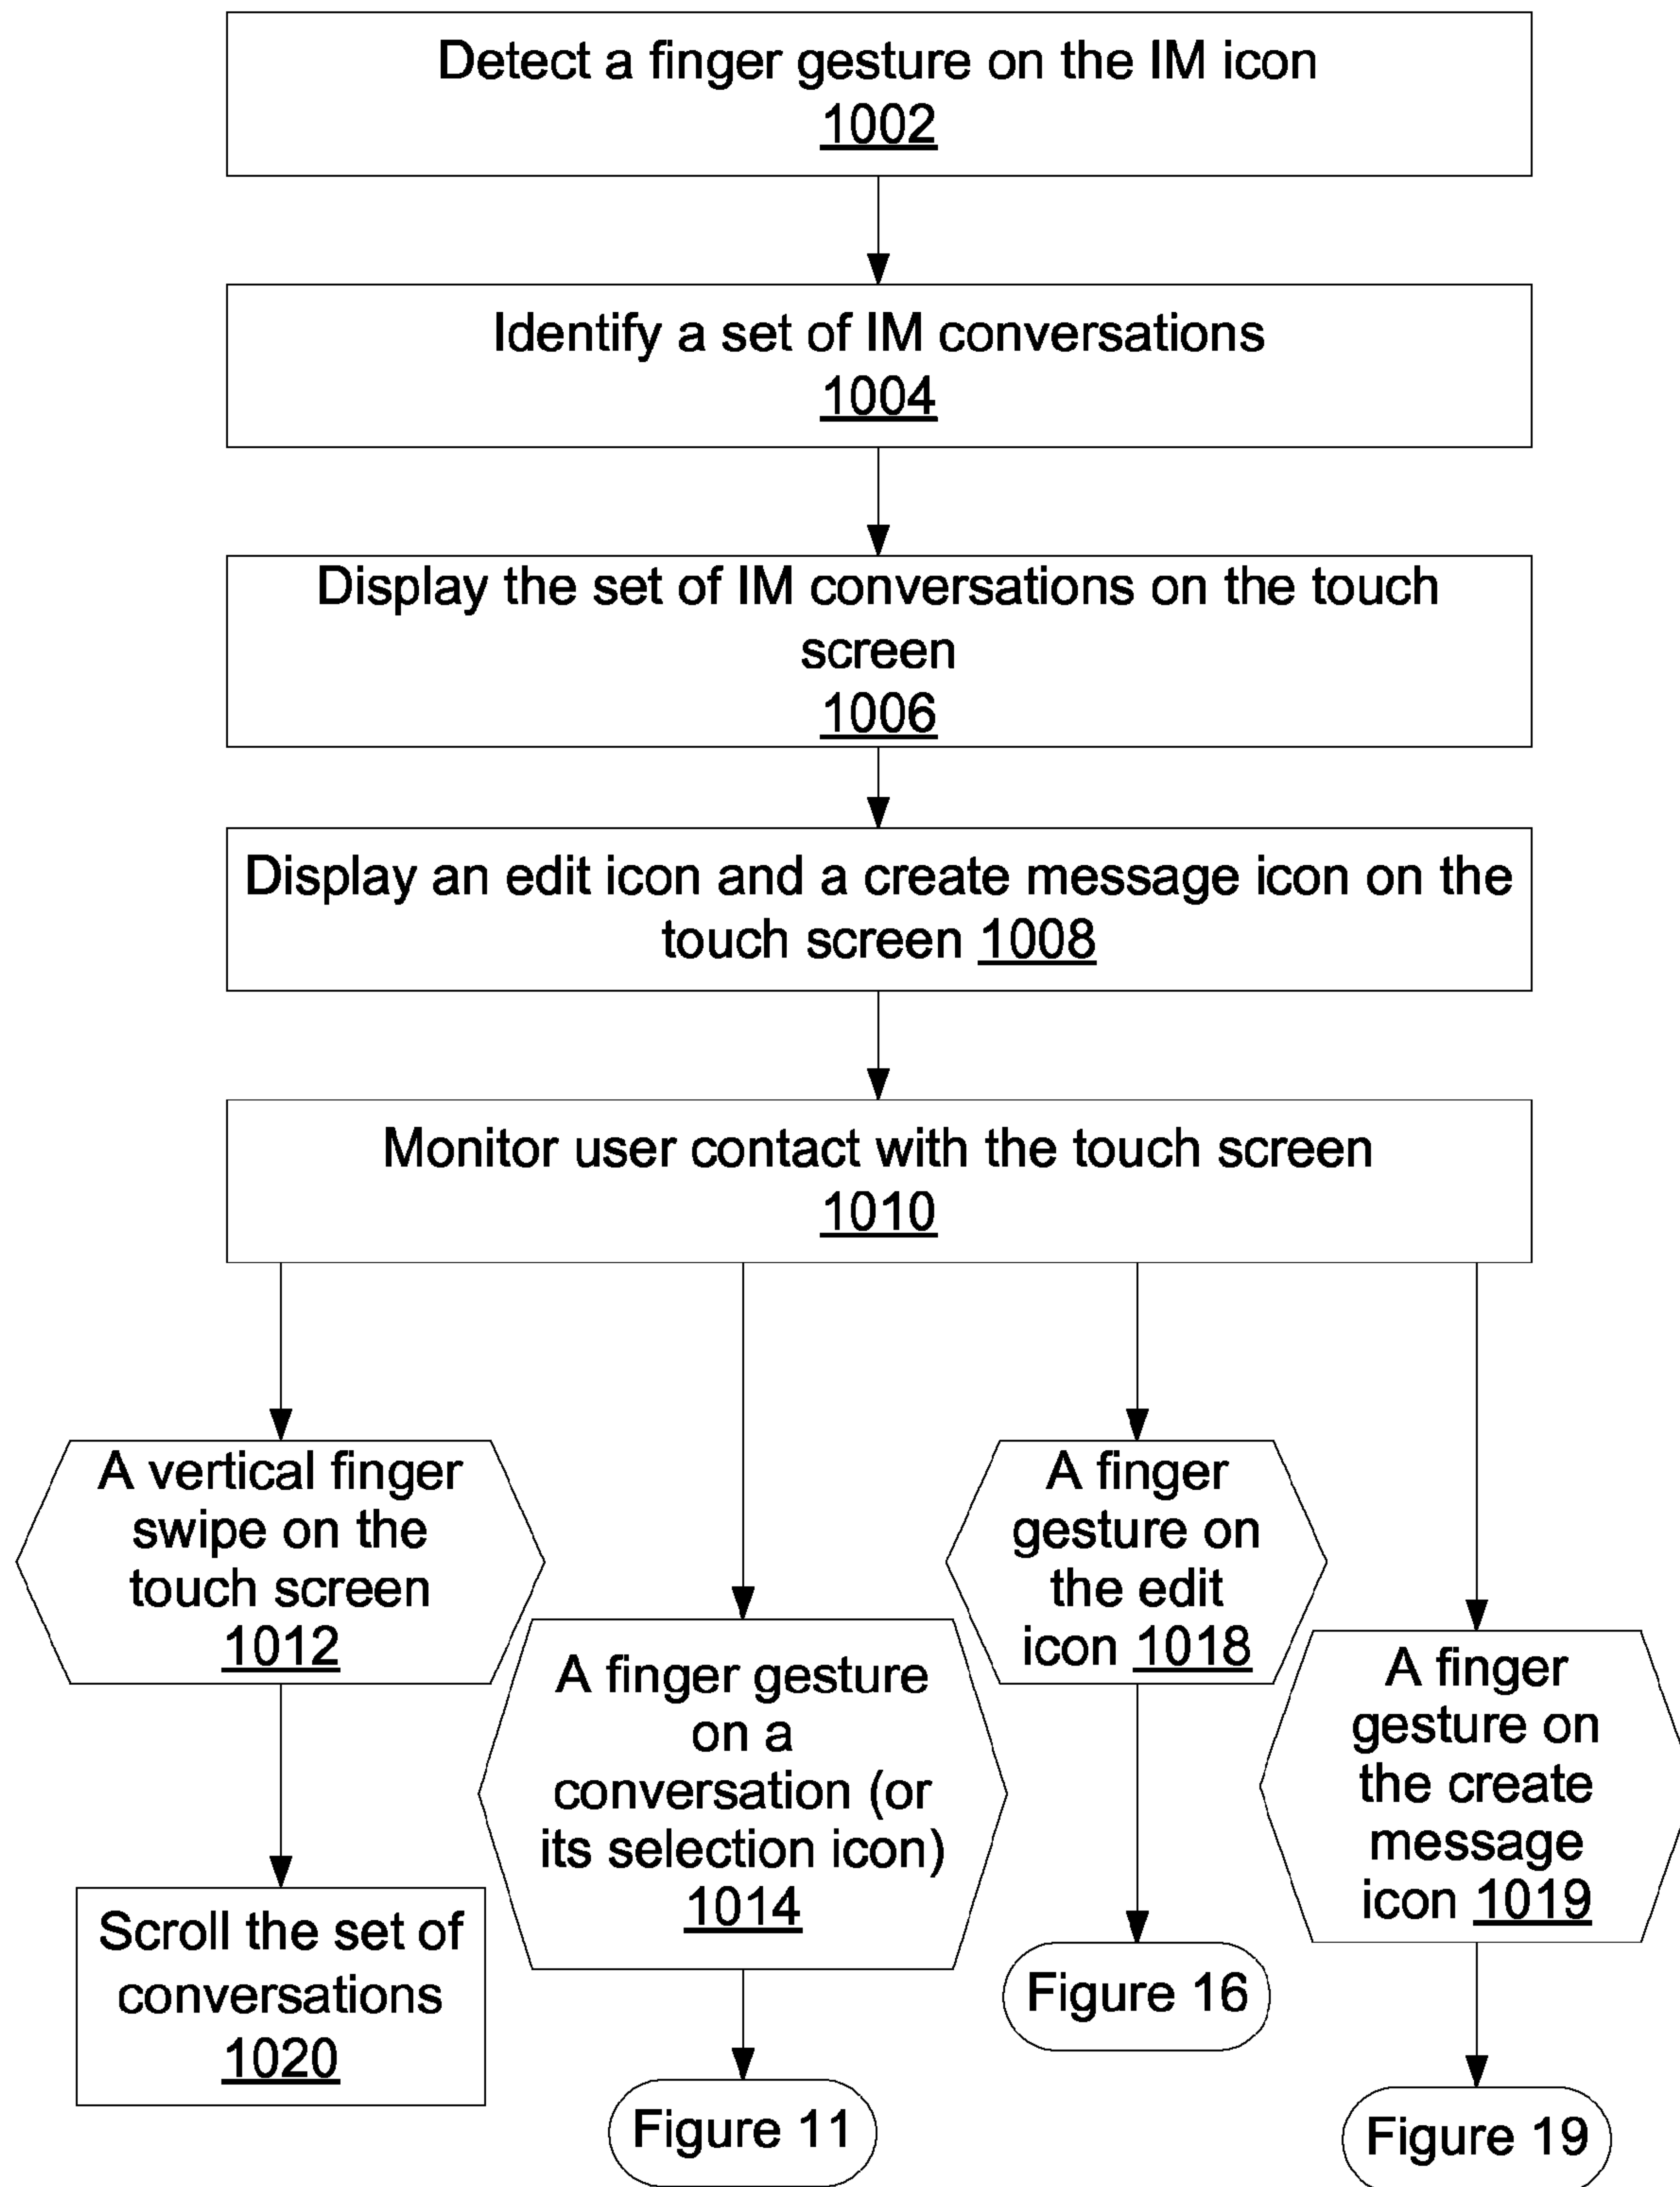 Detect a finger gesture on the IM icon
1002
Identify a set of IM conversations
1004
Display the set of IM conversations on the touch
screen
1006
Display an edit icon and a create message icon on the
touch screen 1008
Monitor user contact with the touch screen
1010
A vertical finger
swipe on the
touch screen
1012
Scroll the set of
conversations
1020
A finger gesture
on a
conversation (or
its selection icon)
1014
Figure 11
A finger
gesture on
the edit
icon 1018
Figure 16
A finger
gesture on
the create
message
icon 1019
Figure 19